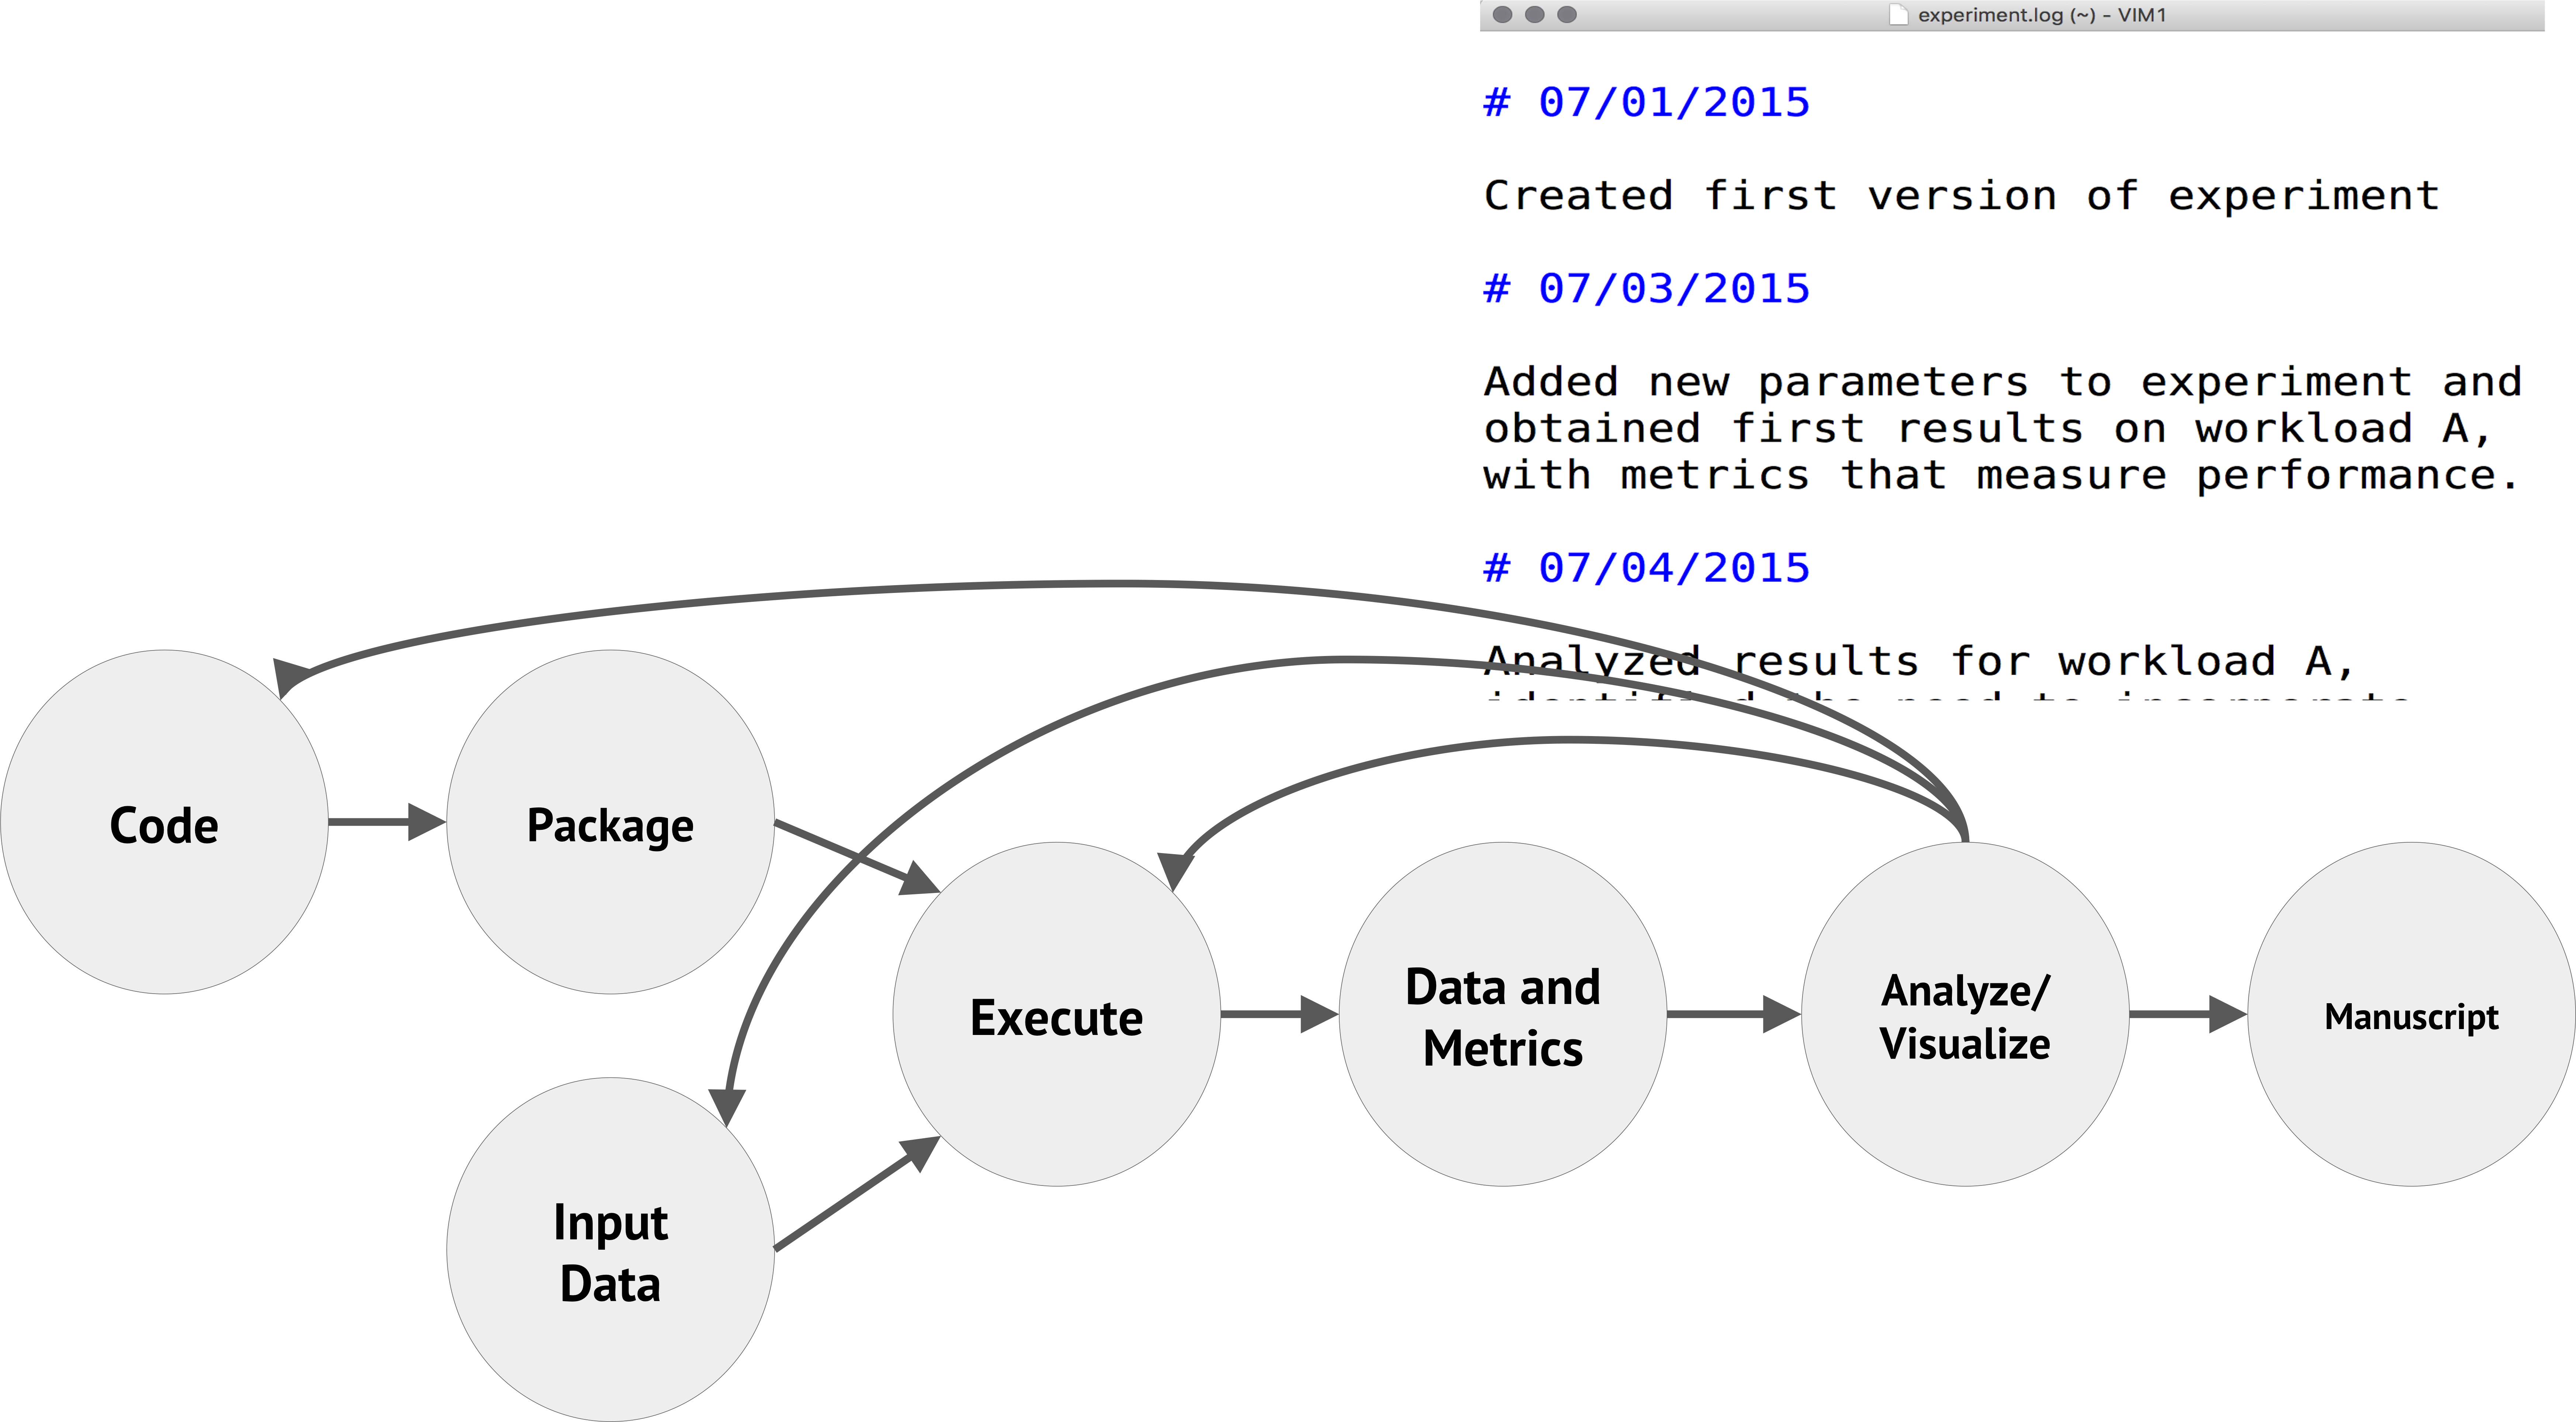 experiment.log (~) - VIM1
# 07/01/2015
Created first version of experiment
# 07/03/2015
Added new parameters to experiment and
obtained first results on workload A,
with metrics that measure performance.
# 07/04/2015
Analyzed results for workload A,
Code
Package
Input
Data
Execute
Data and
Metrics
Analyze/
Visualize
Manuscript